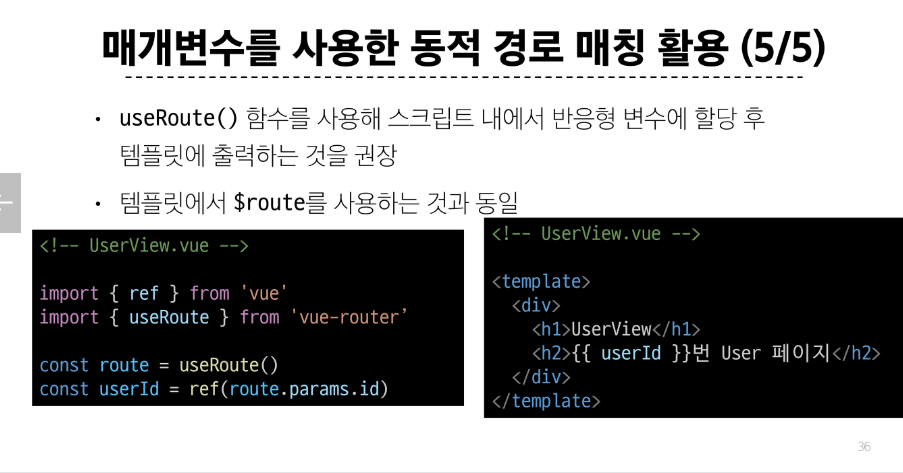 매개변수를 사용한 동적 경로 매칭 활용 (5/5)
• useRoute() 함수를 사용해 스크립트 내에서 반응형 변수에 할당 후
템플릿에 출력하는 것을 권장
• 템플릿에서 $route를 사용하는 것과 동일
<!-- UserView.vue -->
import { ref } from 'vue'
import { useRoute } from 'vue-router’
const route = useRoute()
const userId = ref(route.params.id)
<!-- UserView.vue -->
<template>
<div>
<h1>UserView</h1>
<h2>{{ userId }}번 User 페이지</h2>
</div>
</template>
36